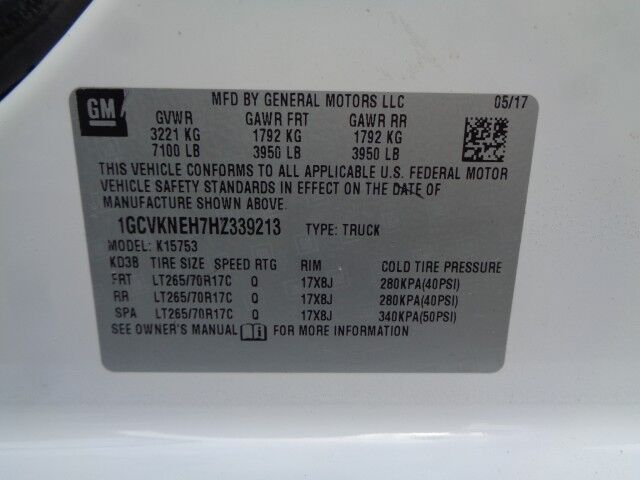 GM
MFD BY GENERAL MOTORS LLC 05/17
GVWR GAWR FRT GAWR RR
3221 KG 1792 KG 1792 KG
7100 LB 3950 LB 3950 LB
THIS VEHICLE CONFORMS TO ALL APPLICABLE U.S. FEDERAL MOTOR
VEHICLE SAFETY STANDARDS IN EFFECT ON THE DATE OF
MANUFACTURE SHOWN ABOVE.
1GCVKNEH7HZ339213 TYPE: TRUCK
MODEL: K15753
KD3B TIRE SIZE SPEED RTG RIM COLD TIRE PRESSURE
FRT LT265/70R17C Q 17X8J 280KPA(40PSI)
RR LT265/70R17C Q 17X8J 280KPA(40PSI)
SPA LT265/70R17C Q 17X8J 340KPA(50PSI)
SEE OWNER'S MANUAL FOR MORE INFORMATION